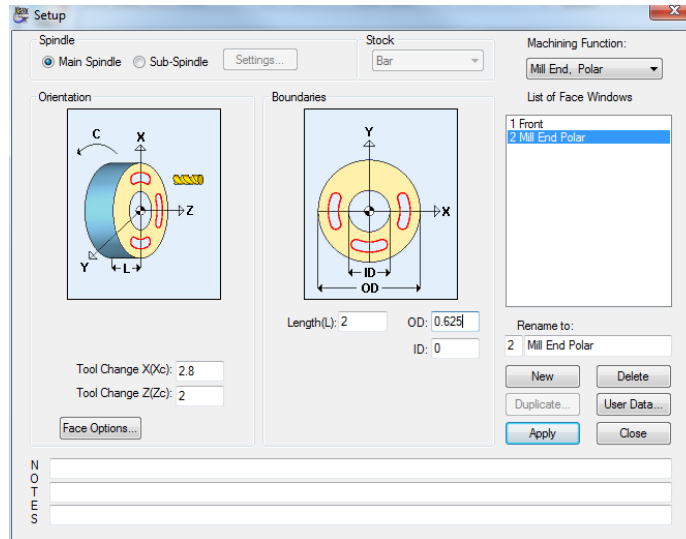 Setup
Spindle
Main Spindle
Sub-Spindle
Settings...
Stock
Bar
Machining Function:
Mill End, Polar
Orientation
C
X
Z
Y
L
Boundaries
Y
X
ID
OD
List of Face Windows
1 Front
2 Mill End Polar
Length(L): 2
OD: 0.625
ID: 0
Tool Change X(Xc): 2.8
Tool Change Z(Zc): 2
Face Options...
Rename to:
2 Mill End Polar
New
Delete
Duplicate...
User Data...
Apply
Close
N
O
T
E
S